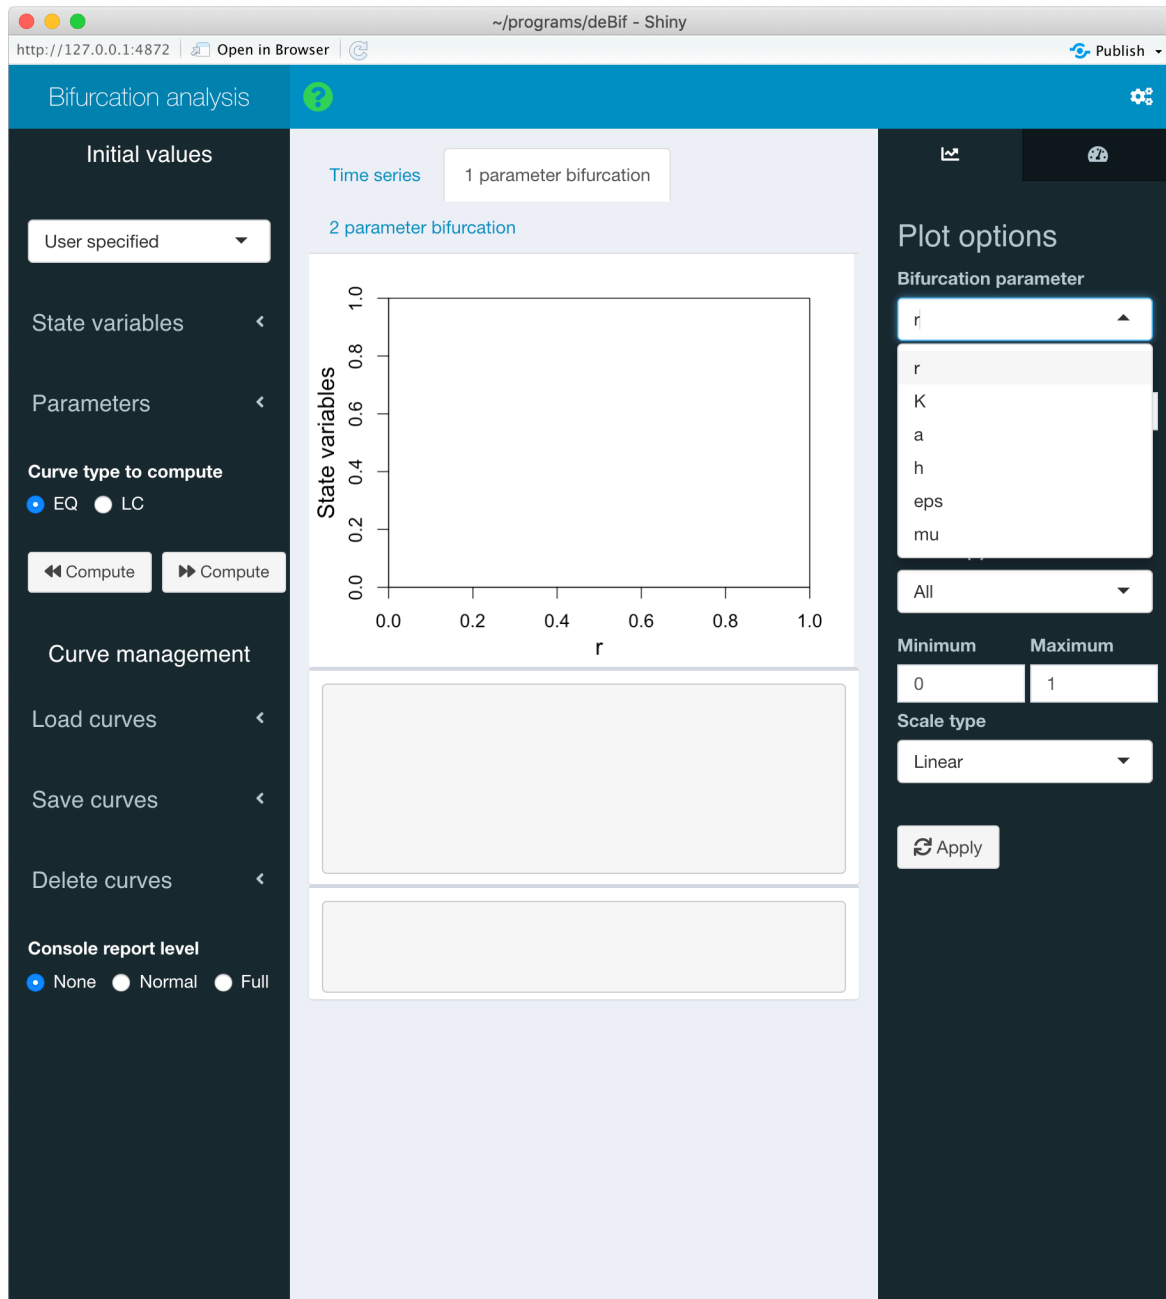 ~/programs/deBif - Shiny
http://127.0.0.1:4872 Open in Browser Publish
Bifurcation analysis ?
Initial values
User specified
State variables
Parameters
Curve type to compute
EQ LC
Compute Compute
Curve management
Load curves
Save curves
Delete curves
Console report level
None Normal Full
Time series 1 parameter bifurcation
2 parameter bifurcation
State variables
1.0
0.8
0.6
0.4
0.2
0.0
0.0 0.2 0.4 0.6 0.8 1.0
r
Plot options
Bifurcation parameter
r
r
K
a
h
eps
mu
All
Minimum Maximum
0 1
Scale type
Linear
Apply